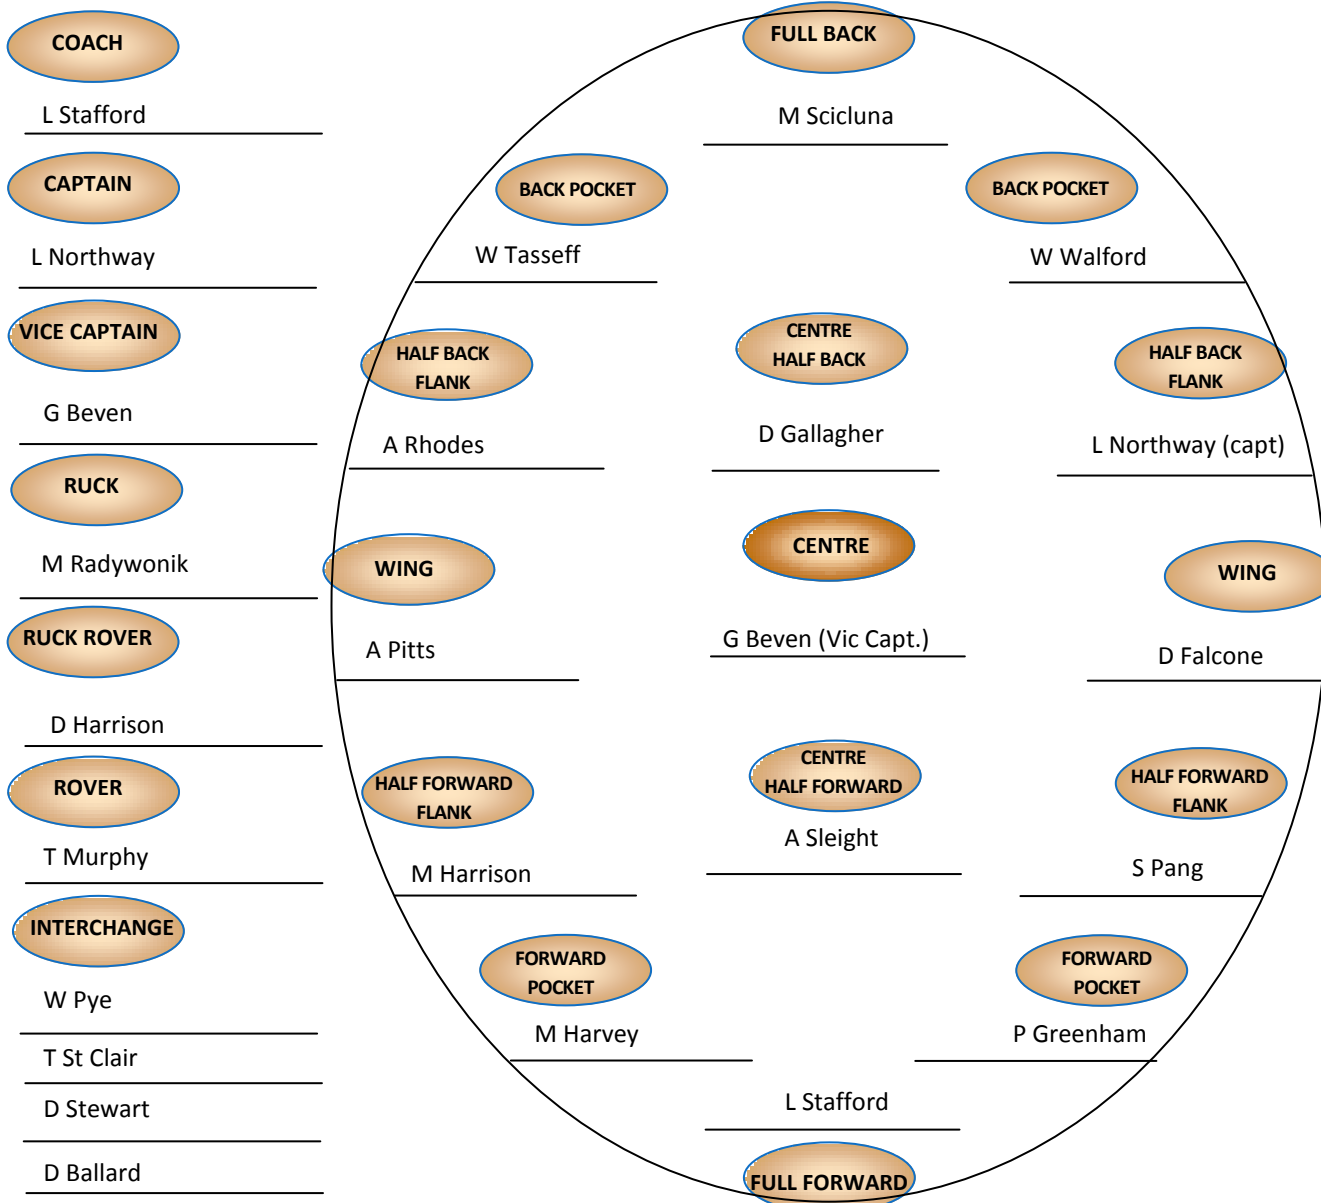 COACH
L Stafford
CAPTAIN
L Northway
VICE CAPTAIN
G Beven
RUCK
M Radywonik
RUCK ROVER
D Harrison
ROVER
T Murphy
INTERCHANGE
W Pye
T St Clair
D Stewart
D Ballard
FULL BACK
M Scicluna
BACK POCKET
W Tasseff
BACK POCKET
W Walford
HALF BACK
FLANK
A Rhodes
CENTRE
HALF BACK
D Gallagher
HALF BACK
FLANK
L Northway (capt)
WING
A Pitts
CENTRE
G Beven (Vic Capt.)
WING
D Falcone
HALF FORWARD
FLANK
M Harrison
CENTRE
HALF FORWARD
A Sleight
HALF FORWARD
FLANK
S Pang
FORWARD
POCKET
M Harvey
FORWARD
POCKET
P Greenham
L Stafford
FULL FORWARD